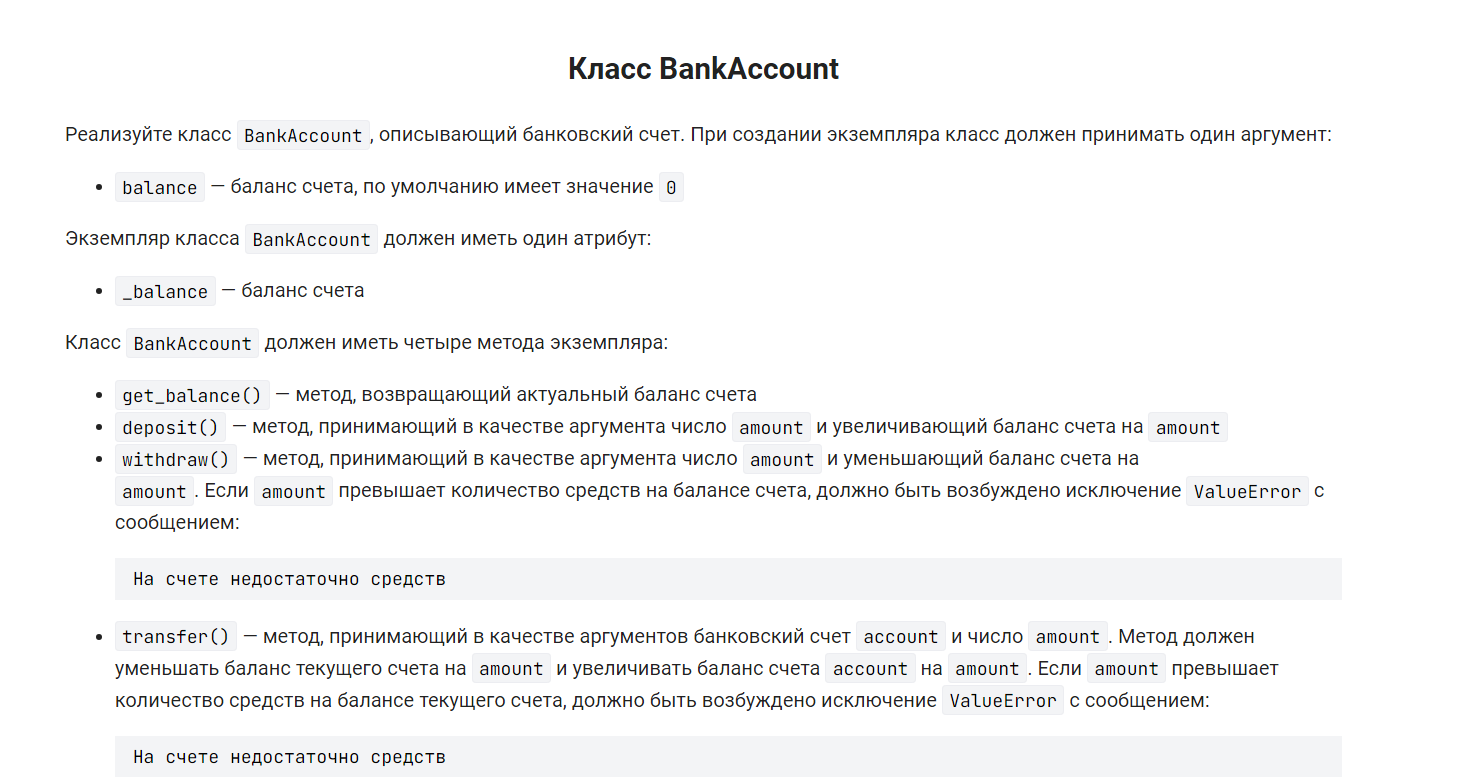 Класс BankAccount
Реализуйте класс BankAccount, описывающий банковский счет. При создании экземпляра класс должен принимать один аргумент:
• balance — баланс счета, по умолчанию имеет значение 0
Экземпляр класса BankAccount должен иметь один атрибут:
• _balance — баланс счета
Класс BankAccount должен иметь четыре метода экземпляра:
• get_balance() — метод, возвращающий актуальный баланс счета
• deposit() — метод, принимающий в качестве аргумента число amount и увеличивающий баланс счета на amount
• withdraw() — метод, принимающий в качестве аргумента число amount и уменьшающий баланс счета на
amount. Если amount превышает количество средств на балансе счета, должно быть возбуждено исключение ValueError с
сообщением:
На счете недостаточно средств
• transfer() — метод, принимающий в качестве аргументов банковский счет account и число amount. Метод должен
уменьшать баланс текущего счета на amount и увеличивать баланс счета account на amount. Если amount превышает
количество средств на балансе текущего счета, должно быть возбуждено исключение ValueError с сообщением:
На счете недостаточно средств